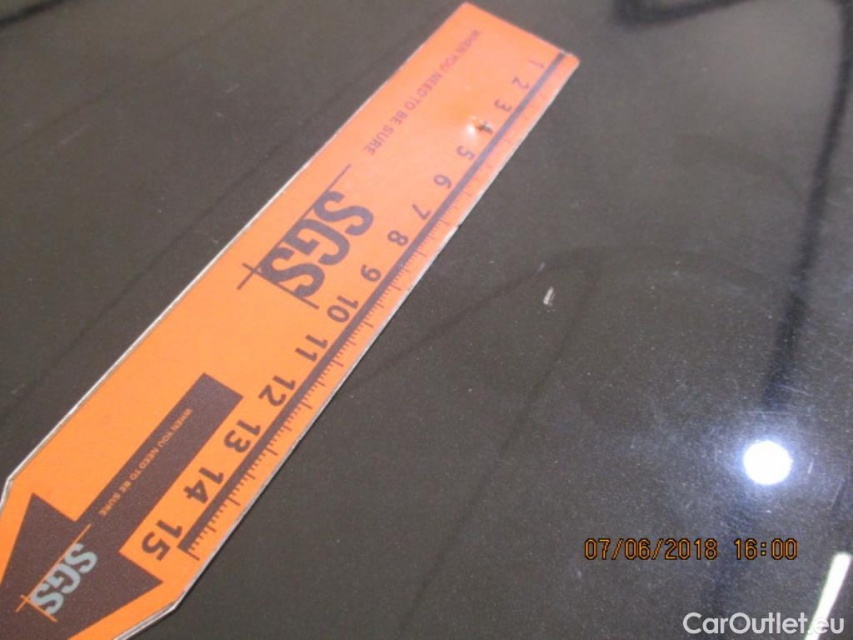 WHEN YOU NEED TO BE SURE
SGS
1 2 3 4 5 6 7 8 9 10 11 12 13 14 15
WHEN YOU NEED TO BE SURE
SGS
07/06/2018 16:00
CarOutlet.eu